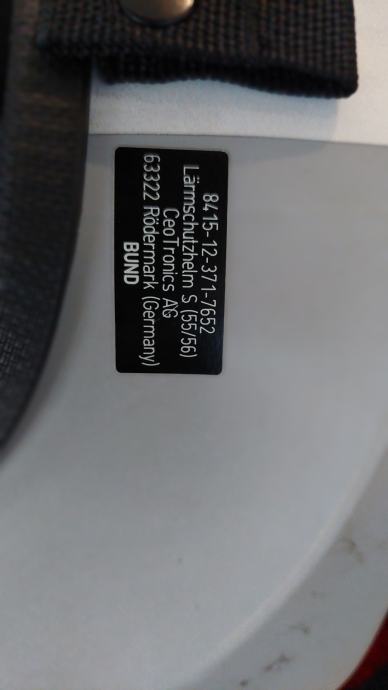 8415-12-371-7652
Lärmschutzhelm S (55/56)
CeoTronics AG
63322 Rödermark (Germany)
BUND